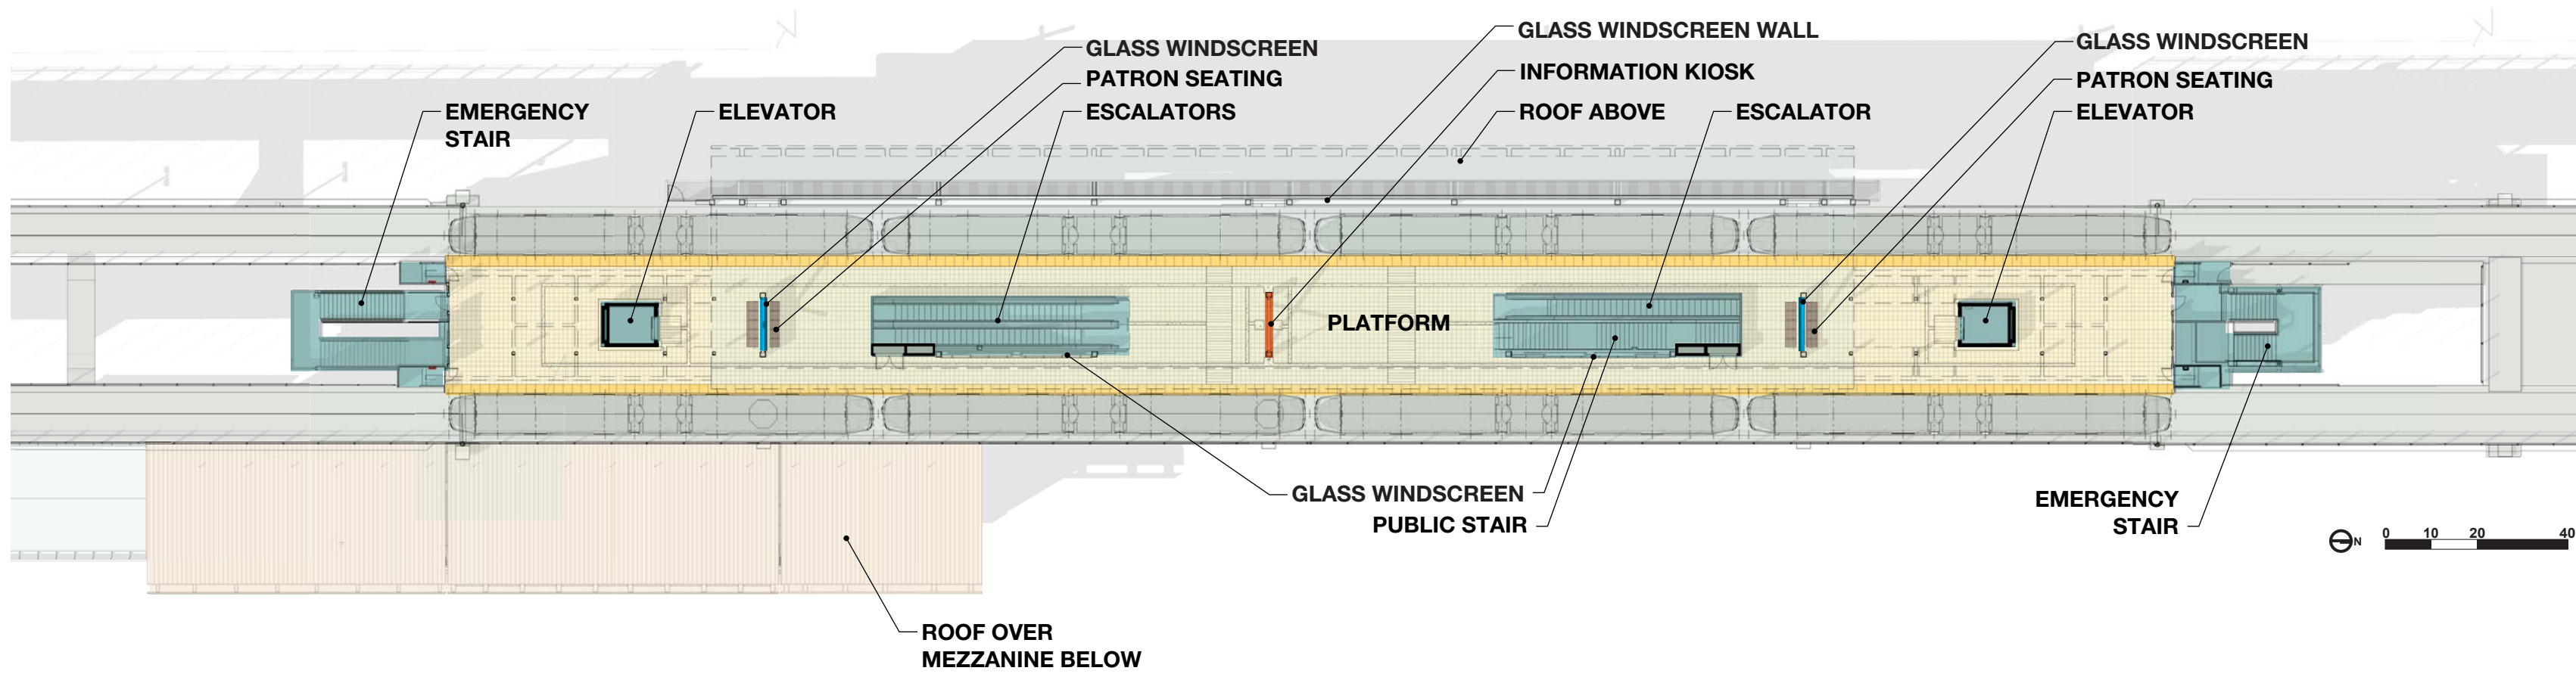 GLASS WINDSCREEN
PATRON SEATING
EMERGENCY
STAIR
ELEVATOR
ESCALATORS
GLASS WINDSCREEN WALL
INFORMATION KIOSK
ROOF ABOVE
ESCALATOR
GLASS WINDSCREEN
PATRON SEATING
ELEVATOR
PLATFORM
GLASS WINDSCREEN
PUBLIC STAIR
EMERGENCY
STAIR
N
0 10 20 40
ROOF OVER
MEZZANINE BELOW